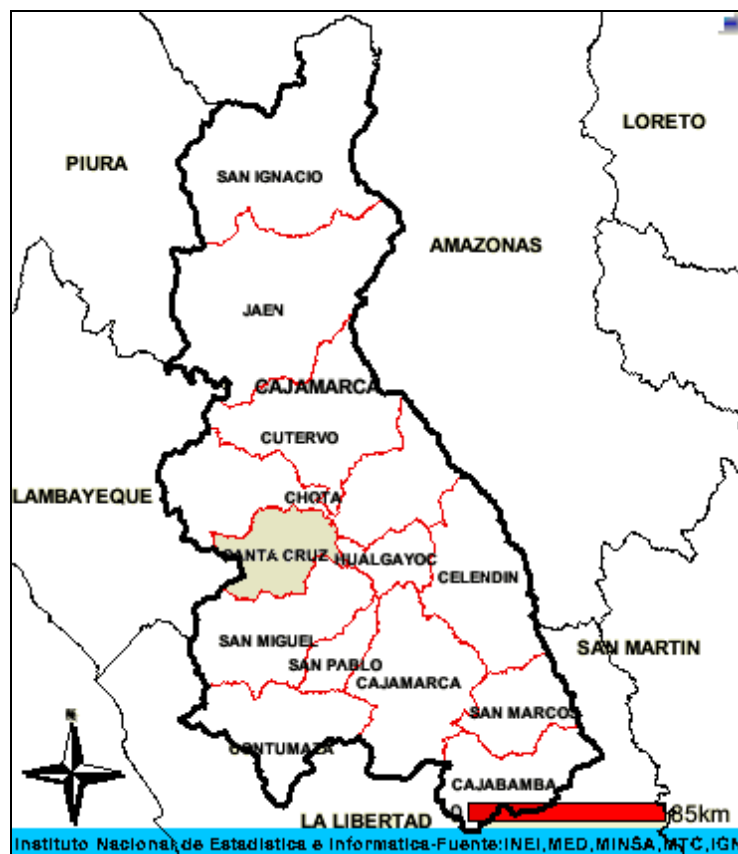 LORETO
PIURA
SAN IGNACIO
AMAZONAS
JAEN
CAJAMARCA
CUTERVO
LAMBAYEQUE
CHOTA
SANTA CRUZ
HUALGAYOC
CELENDIN
SAN MIGUEL
SAN MARTIN
SAN PABLO
CAJAMARCA
SAN MARCOS
N
CONTUMAZA
CAJABAMBA
0 85km
LA LIBERTAD
Instituto Nacional de Estadistica e Informatica-Fuente:INEI,MED,MINSA,MTC,IGN